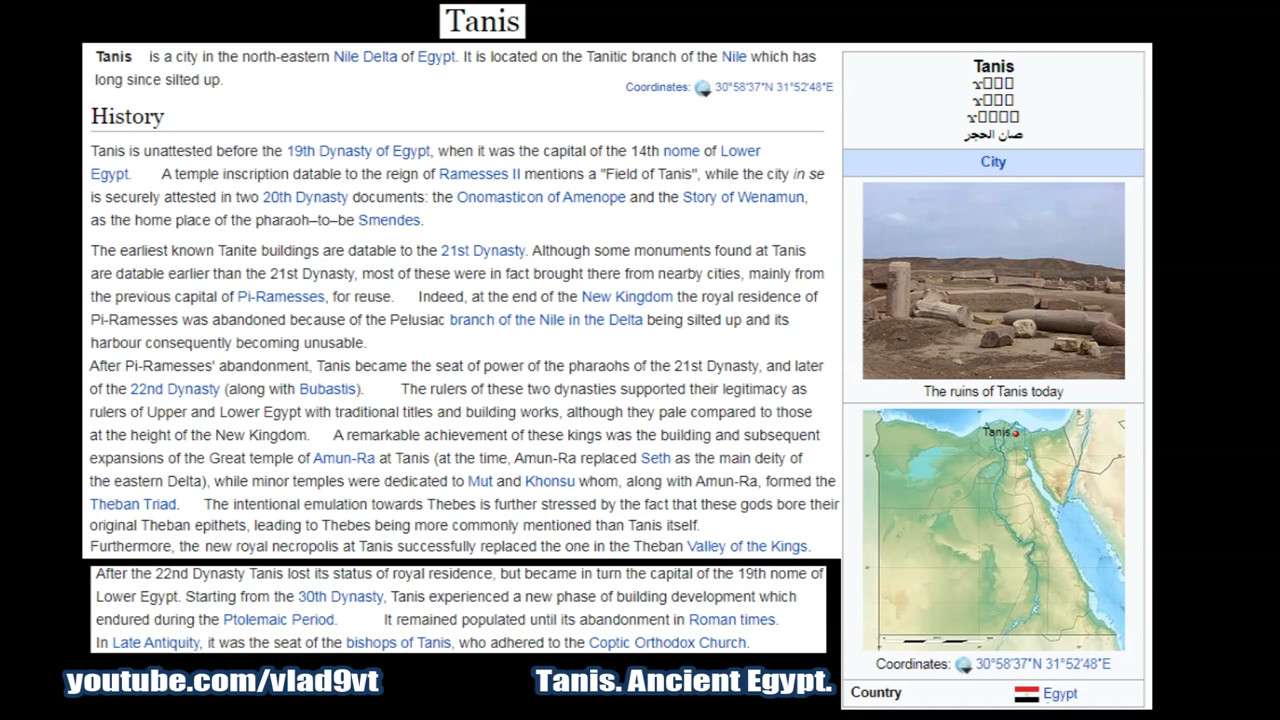 Tanis
Tanis is a city in the north-eastern Nile Delta of Egypt. It is located on the Tanitic branch of the Nile which has
long since silted up.
Coordinates: 30°58′37″N 31°52′48″E
History
Tanis is unattested before the 19th Dynasty of Egypt, when it was the capital of the 14th nome of Lower
Egypt. A temple inscription datable to the reign of Ramesses II mentions a "Field of Tanis", while the city in se
is securely attested in two 20th Dynasty documents: the Onomasticon of Amenope and the Story of Wenamun,
as the home place of the pharaoh–to–be Smendes.
The earliest known Tanite buildings are datable to the 21st Dynasty. Although some monuments found at Tanis
are datable earlier than the 21st Dynasty, most of these were in fact brought there from nearby cities, mainly from
the previous capital of Pi-Ramesses, for reuse. Indeed, at the end of the New Kingdom the royal residence of
Pi-Ramesses was abandoned because of the Pelusiac branch of the Nile in the Delta being silted up and its
harbour consequently becoming unusable.
After Pi-Ramesses' abandonment, Tanis became the seat of power of the pharaohs of the 21st Dynasty, and later
of the 22nd Dynasty (along with Bubastis). The rulers of these two dynasties supported their legitimacy as
rulers of Upper and Lower Egypt with traditional titles and building works, although they pale compared to those
at the height of the New Kingdom. A remarkable achievement of these kings was the building and subsequent
expansions of the Great temple of Amun-Ra at Tanis (at the time, Amun-Ra replaced Seth as the main deity of
the eastern Delta), while minor temples were dedicated to Mut and Khonsu whom, along with Amun-Ra, formed the
Theban Triad. The intentional emulation towards Thebes is further stressed by the fact that these gods bore their
original Theban epithets, leading to Thebes being more commonly mentioned than Tanis itself.
Furthermore, the new royal necropolis at Tanis successfully replaced the one in the Theban Valley of the Kings.
After the 22nd Dynasty Tanis lost its status of royal residence, but became in turn the capital of the 19th nome of
Lower Egypt. Starting from the 30th Dynasty, Tanis experienced a new phase of building development which
endured during the Ptolemaic Period. It remained populated until its abandonment in Roman times.
In Late Antiquity, it was the seat of the bishops of Tanis, who adhered to the Coptic Orthodox Church.
Tanis
صان الحجر
City
The ruins of Tanis today
Tanis
Coordinates: 30°58′37″N 31°52′48″E
Country Egypt
youtube.com/vlad9vt
Tanis. Ancient Egypt.